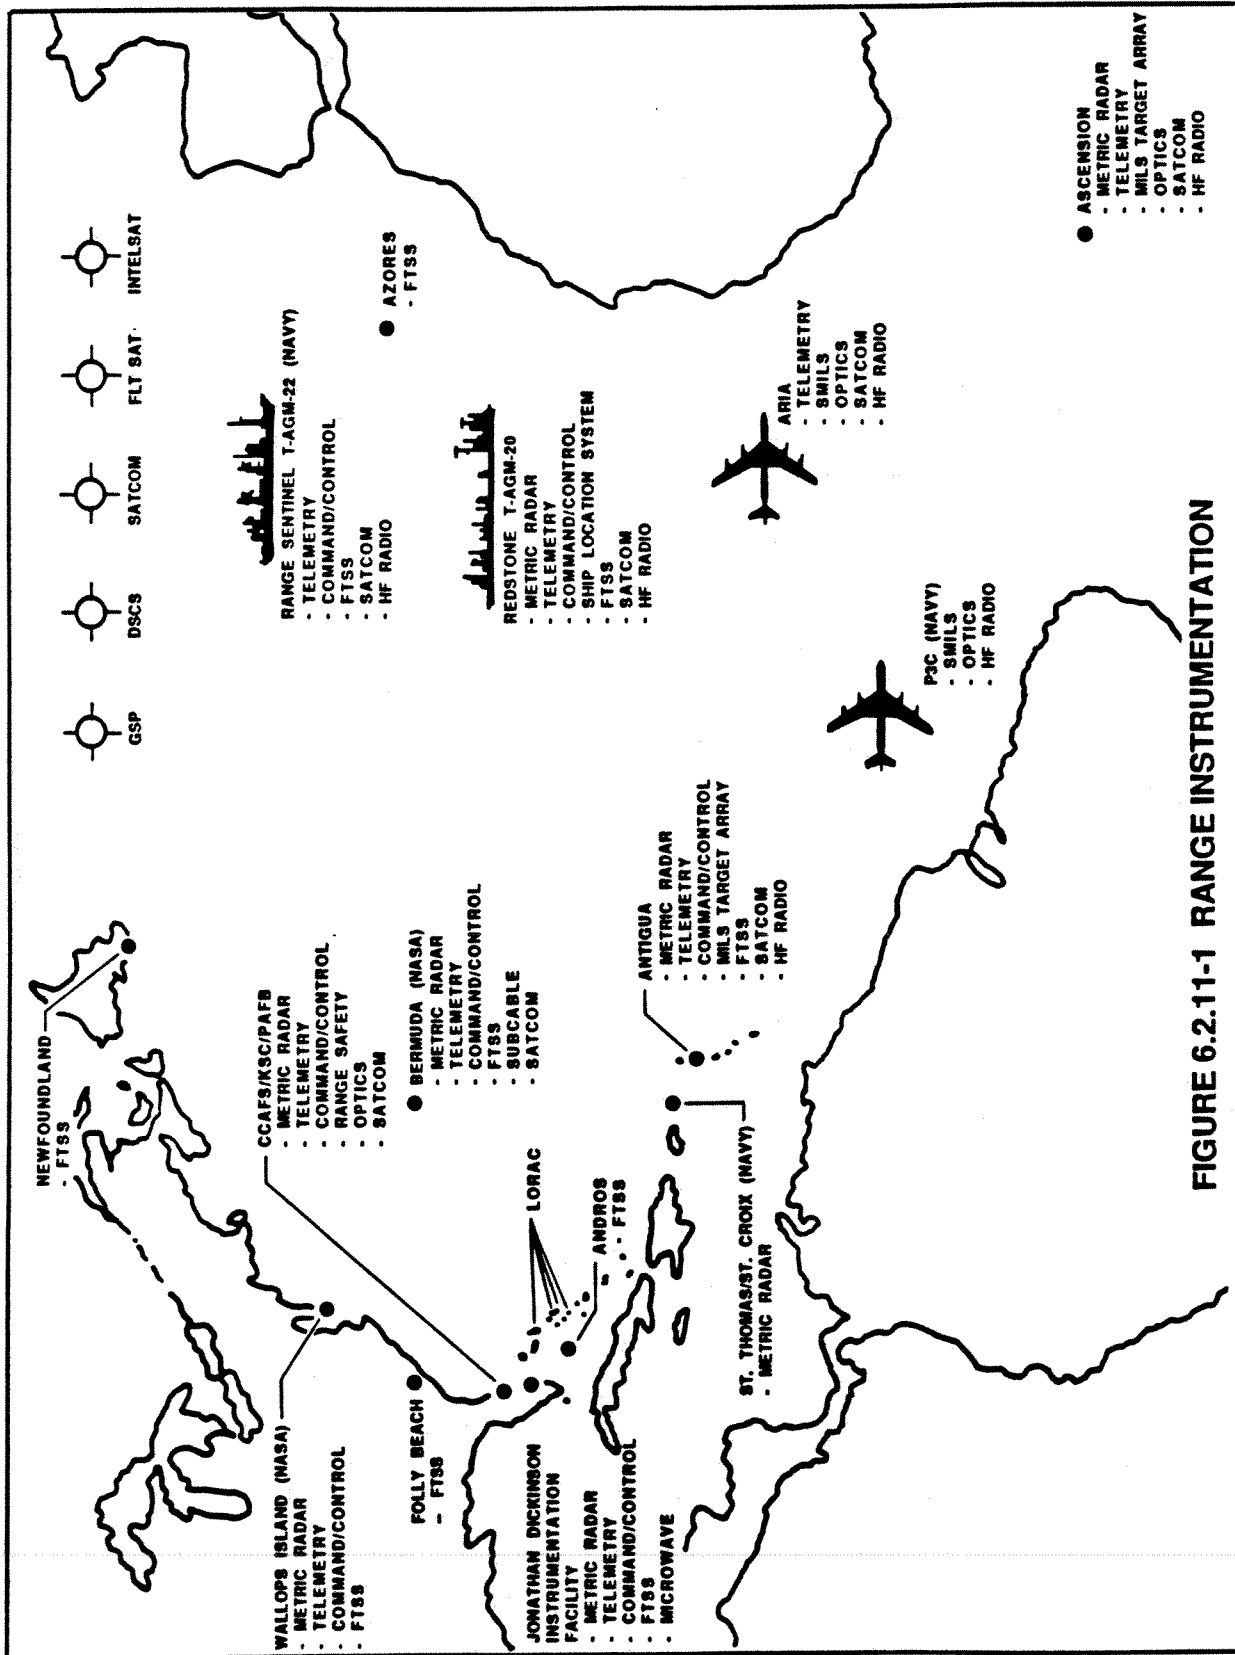 GSP
DSCS
SATCOM
FLT SAT
INTELSAT
NEWFOUNDLAND
- FTSS
RANGE SENTINEL T-AGM-22 (NAVY)
- TELEMETRY
- COMMAND/CONTROL
- FTSS
- SATCOM
- HF RADIO
AZORES
- FTSS
WALLOPS ISLAND (NASA)
- METRIC RADAR
- TELEMETRY
- COMMAND/CONTROL
- FTSS
CCAFS/KSC/PAFB
- METRIC RADAR
- TELEMETRY
- COMMAND/CONTROL
- RANGE SAFETY
- OPTICS
- SATCOM
FOLLY BEACH
- FTSS
BERMUDA (NASA)
- METRIC RADAR
- TELEMETRY
- COMMAND/CONTROL
- FTSS
- SUBCABLE
- SATCOM
REDSTONE T-AGM-20
- METRIC RADAR
- TELEMETRY
- COMMAND/CONTROL
- SHIP LOCATION SYSTEM
- FTSS
- SATCOM
- HF RADIO
JONATHAN DICKINSON
INSTRUMENTATION
FACILITY
- METRIC RADAR
- TELEMETRY
- COMMAND/CONTROL
- FTSS
- MICROWAVE
LORAC
ANDROS
- FTSS
ANTIGUA
- METRIC RADAR
- TELEMETRY
- COMMAND/CONTROL
- MILS TARGET ARRAY
- FTSS
- SATCOM
- HF RADIO
ST. THOMAS/ST. CROIX (NAVY)
- METRIC RADAR
ARIA
- TELEMETRY
- SMILS
- OPTICS
- SATCOM
- HF RADIO
P3C (NAVY)
- SMILS
- OPTICS
- HF RADIO
ASCENSION
- METRIC RADAR
- TELEMETRY
- MILS TARGET ARRAY
- OPTICS
- SATCOM
- HF RADIO
FIGURE 6.2.11-1 RANGE INSTRUMENTATION